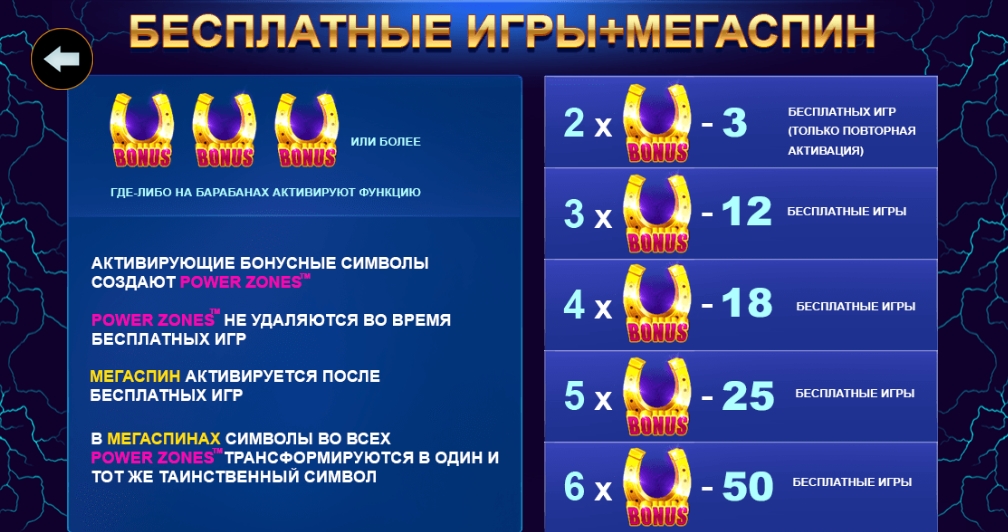 БЕСПЛАТНЫЕ ИГРЫ+МЕГАСПИН
BONUS BONUS BONUS ИЛИ БОЛЕЕ
ГДЕ-ЛИБО НА БАРАБАНАХ АКТИВИРУЮТ ФУНКЦИЮ
АКТИВИРУЮЩИЕ БОНУСНЫЕ СИМВОЛЫ
СОЗДАЮТ POWER ZONES™
POWER ZONES™ НЕ УДАЛЯЮТСЯ ВО ВРЕМЯ
БЕСПЛАТНЫХ ИГР
МЕГАСПИН АКТИВИРУЕТСЯ ПОСЛЕ
БЕСПЛАТНЫХ ИГР
В МЕГАСПИНАХ СИМВОЛЫ ВО ВСЕХ
POWER ZONES™ ТРАНСФОРМИРУЮТСЯ В ОДИН И
ТОТ ЖЕ ТАИНСТВЕННЫЙ СИМВОЛ
2 x BONUS - 3 БЕСПЛАТНЫХ ИГР
(ТОЛЬКО ПОВТОРНАЯ
АКТИВАЦИЯ)
3 x BONUS - 12 БЕСПЛАТНЫЕ ИГРЫ
4 x BONUS - 18 БЕСПЛАТНЫЕ ИГРЫ
5 x BONUS - 25 БЕСПЛАТНЫЕ ИГРЫ
6 x BONUS - 50 БЕСПЛАТНЫЕ ИГРЫ